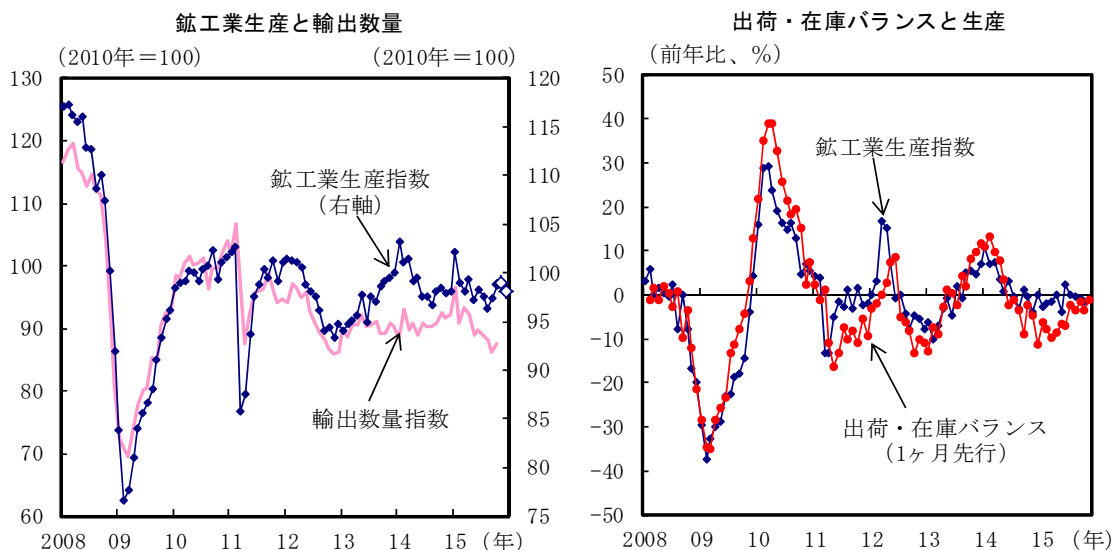 鉱工業生産と輸出数量
（2010年＝100）
（2010年＝100）
130
120
110
100
90
80
70
60
120
115
110
105
100
95
90
85
80
75
鉱工業生産指数
（右軸）
輸出数量指数
2008 09 10 11 12 13 14 15 （年）
出荷・在庫バランスと生産
（前年比、％）
50
40
30
20
10
0
-10
-20
-30
-40
-50
鉱工業生産指数
出荷・在庫バランス
（1ヶ月先行）
2008 09 10 11 12 13 14 15 （年）